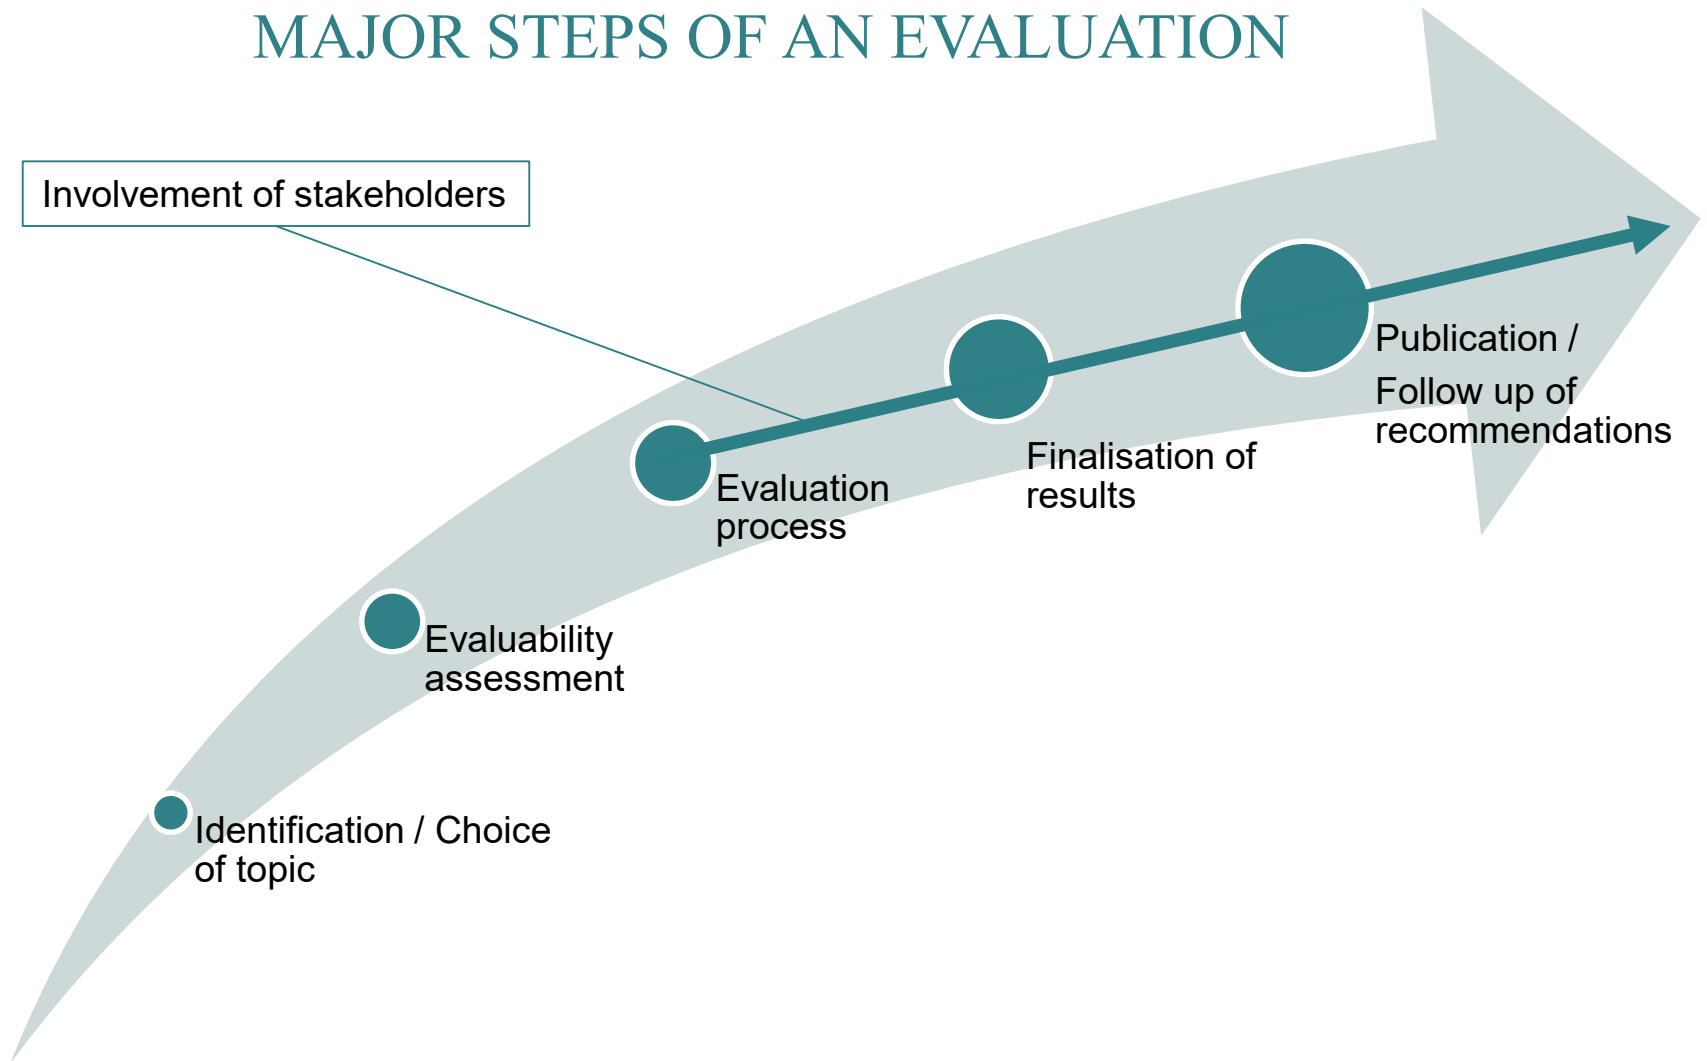 MAJOR STEPS OF AN EVALUATION
Involvement of stakeholders
Publication /
Follow up of
recommendations
Finalisation of
results
Evaluation
process
Evaluability
assessment
Identification / Choice
of topic